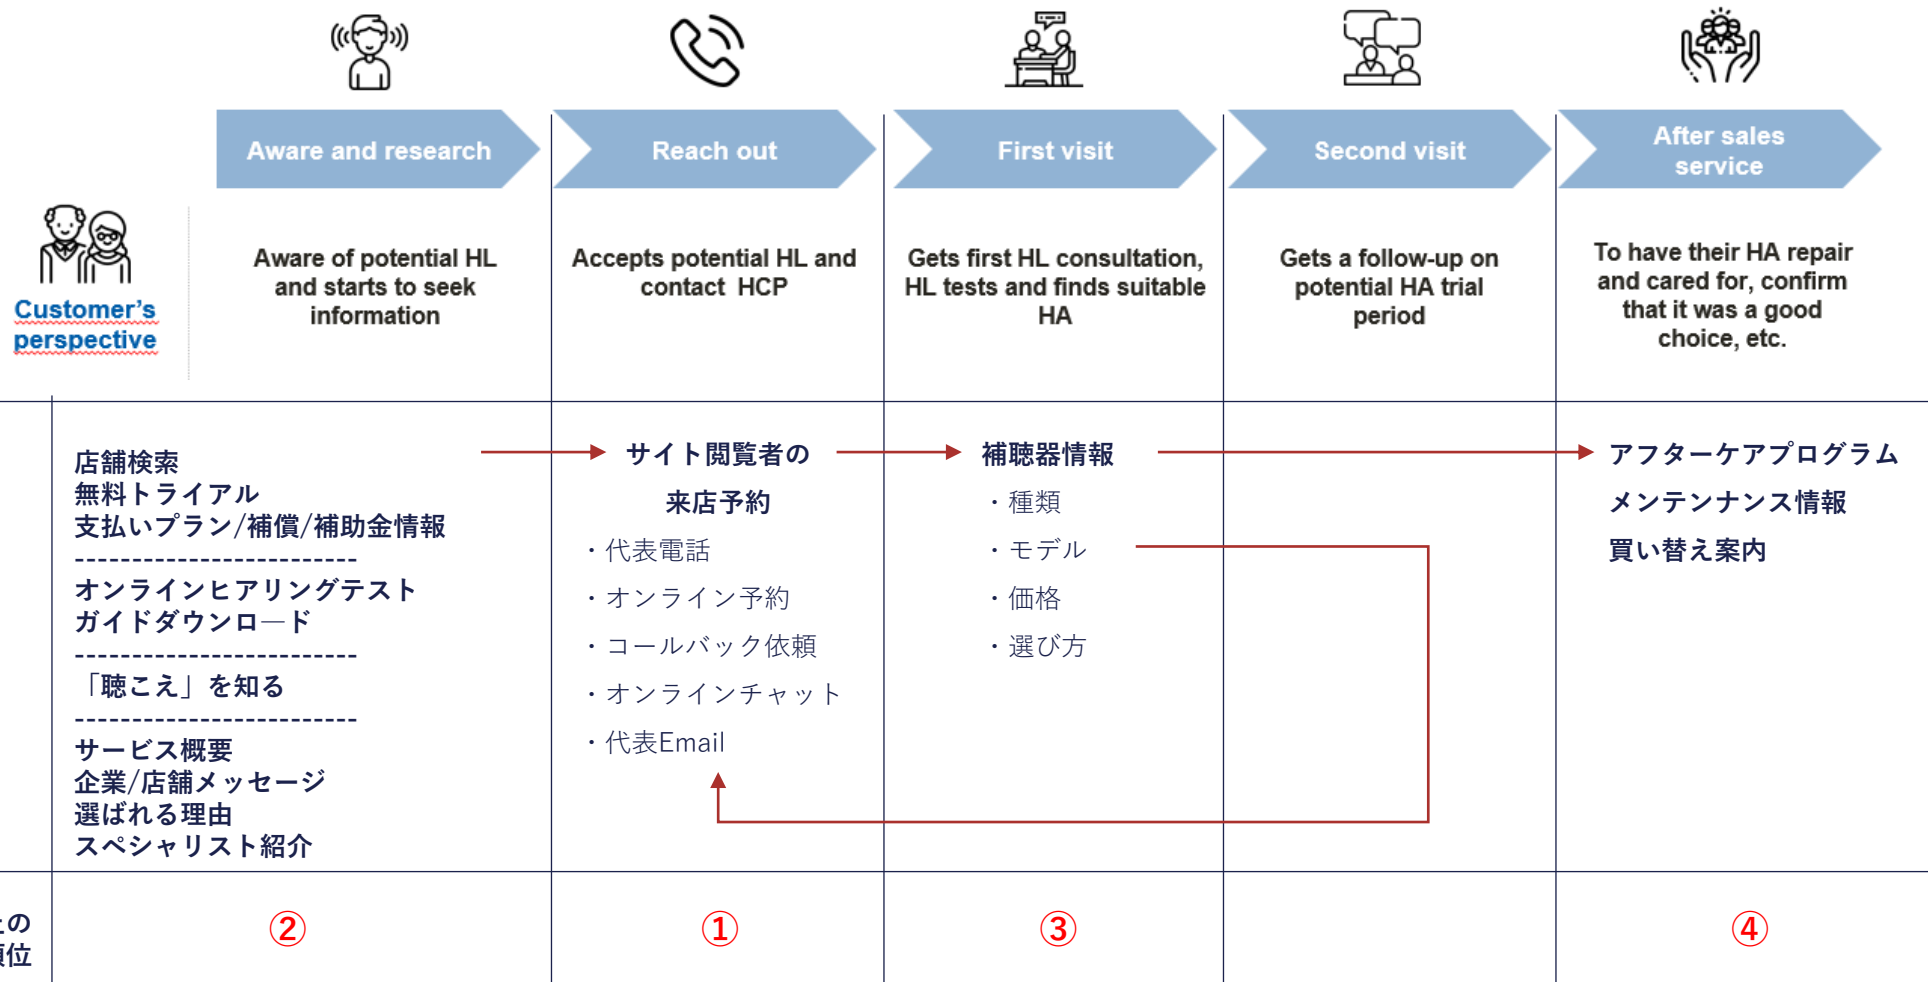 Aware and research
Reach out
First visit
Second visit
After sales
service
Customer's
perspective
Aware of potential HL
and starts to seek
information
Accepts potential HL and
contact HCP
Gets first HL consultation,
HL tests and finds suitable
HA
Gets a follow-up on
potential HA trial
period
To have their HA repair
and cared for, confirm
that it was a good
choice, etc.
店舗検索
無料トライアル
支払いプラン/補償/補助金情報
-------------------------
オンラインヒアリングテスト
ガイドダウンロード
-------------------------
「聴こえ」を知る
-------------------------
サービス概要
企業/店舗メッセージ
選ばれる理由
スペシャリスト紹介
サイト閲覧者の
来店予約
・代表電話
・オンライン予約
・コールバック依頼
・オンラインチャット
・代表Email
補聴器情報
・種類
・モデル
・価格
・選び方
アフターケアプログラム
メンテンナンス情報
買い替え案内
上の
順位
②
①
③
④